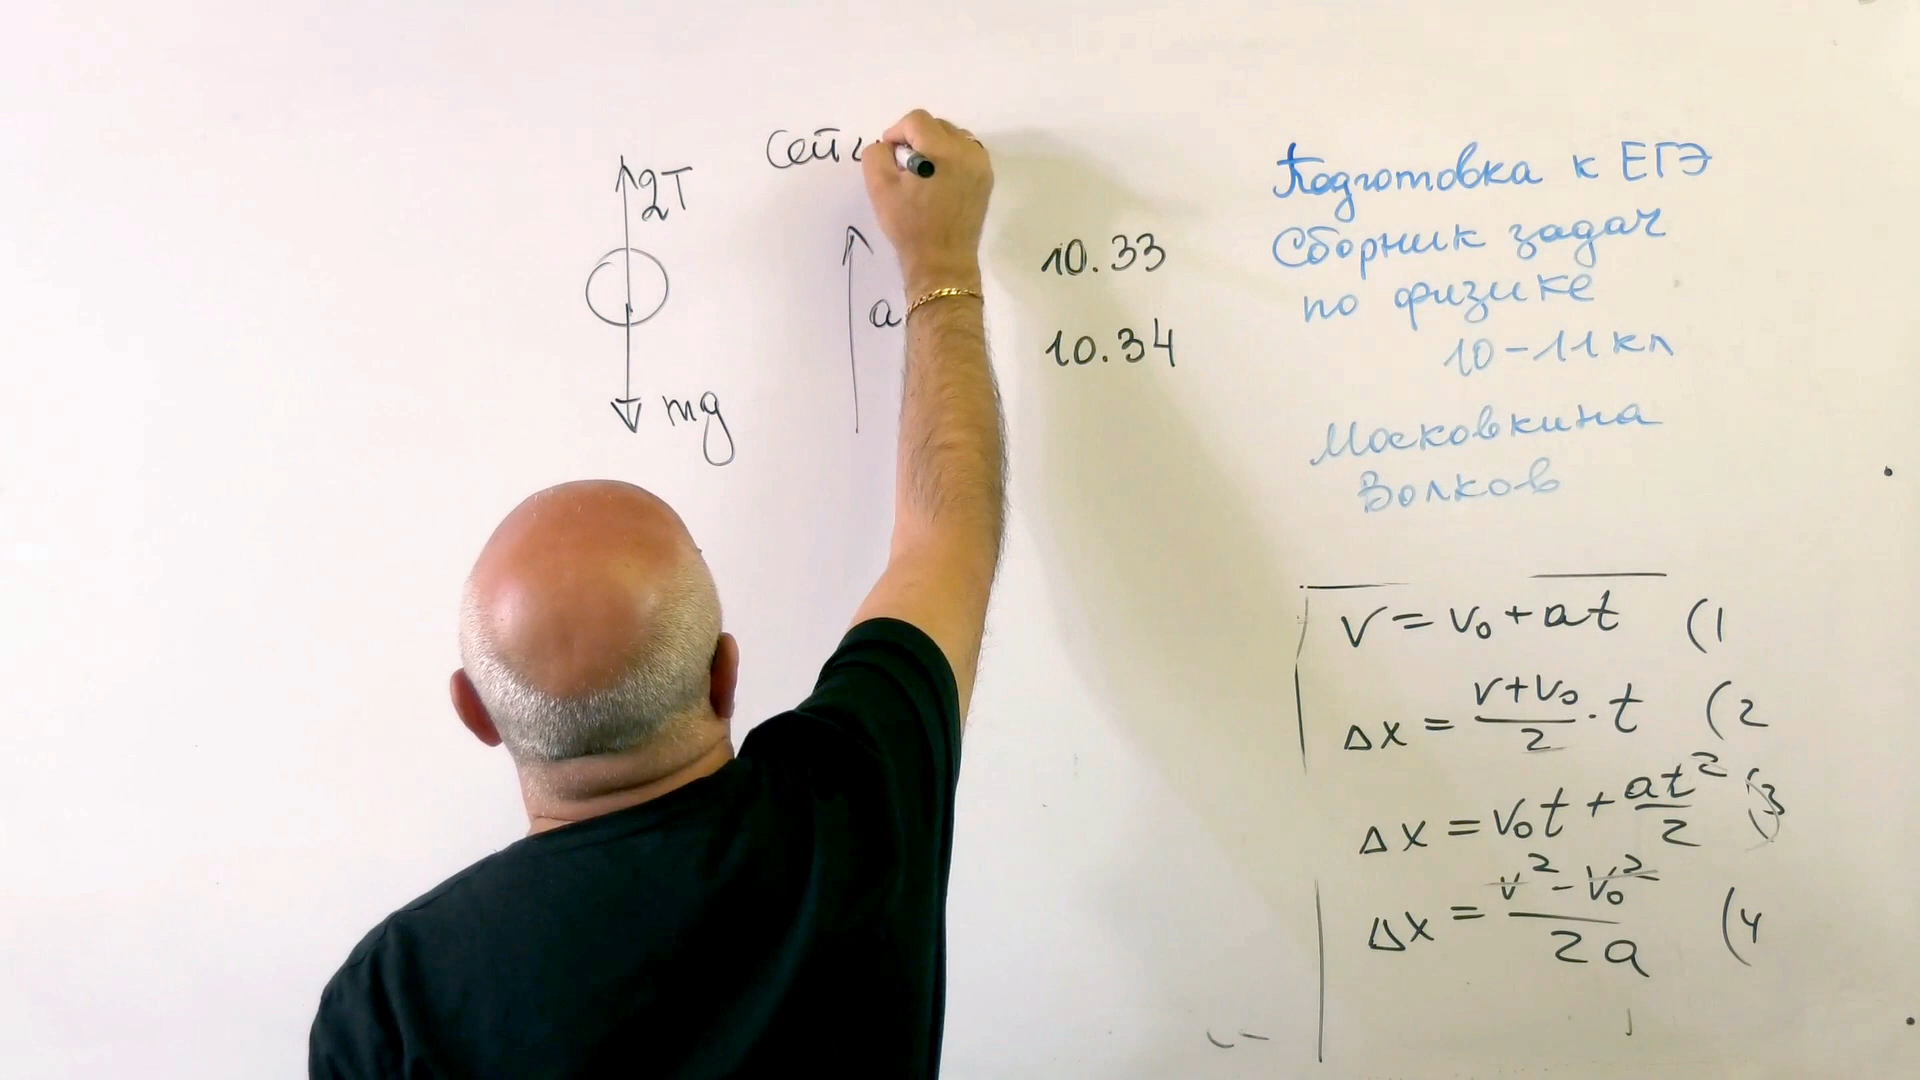 2T
mg
a
10.33
10.34
Подготовка к ЕГЭ
Сборник задач
по физике
10-11 кл
Московкина
Волков
v = v₀ + at (1
Δx = (v+v₀)/2 · t (2
Δx = v₀t + at²/2 (3
Δx = (v² - v₀²)/2a (4